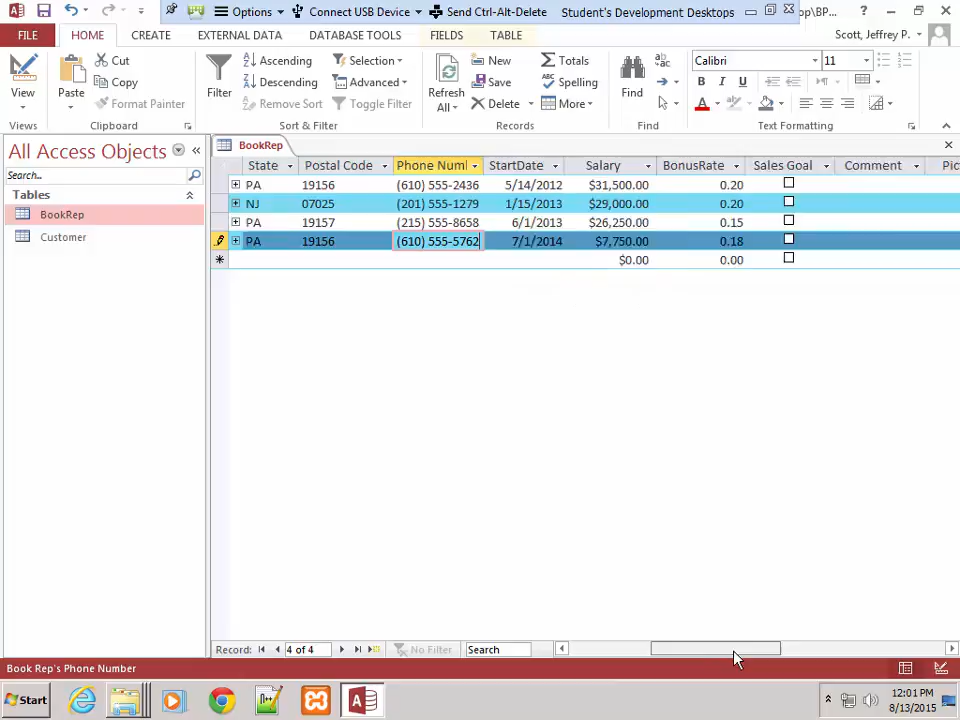 Options Connect USB Device Send Ctrl-Alt-Delete Student's Development Desktops
FILE HOME CREATE EXTERNAL DATA DATABASE TOOLS FIELDS TABLE Scott, Jeffrey P.
View
Views
Paste
Cut
Copy
Format Painter
Clipboard
Filter
Ascending
Descending
Remove Sort
Selection
Advanced
Toggle Filter
Sort & Filter
Refresh
All
New
Save
Delete
Totals
Spelling
More
Records
Find
Find
Calibri 11
B I U
Text Formatting
All Access Objects
Search...
Tables
BookRep
Customer
BookRep
State Postal Code Phone Numl StartDate Salary BonusRate Sales Goal Comment Pic
PA 19156 (610) 555-2436 5/14/2012 $31,500.00 0.20
NJ 07025 (201) 555-1279 1/15/2013 $29,000.00 0.20
PA 19157 (215) 555-8658 6/1/2013 $26,250.00 0.15
PA 19156 (610) 555-5762 7/1/2014 $7,750.00 0.18
$0.00 0.00
Record: 4 of 4 No Filter Search
Book Rep's Phone Number
Start
12:01 PM
8/13/2015